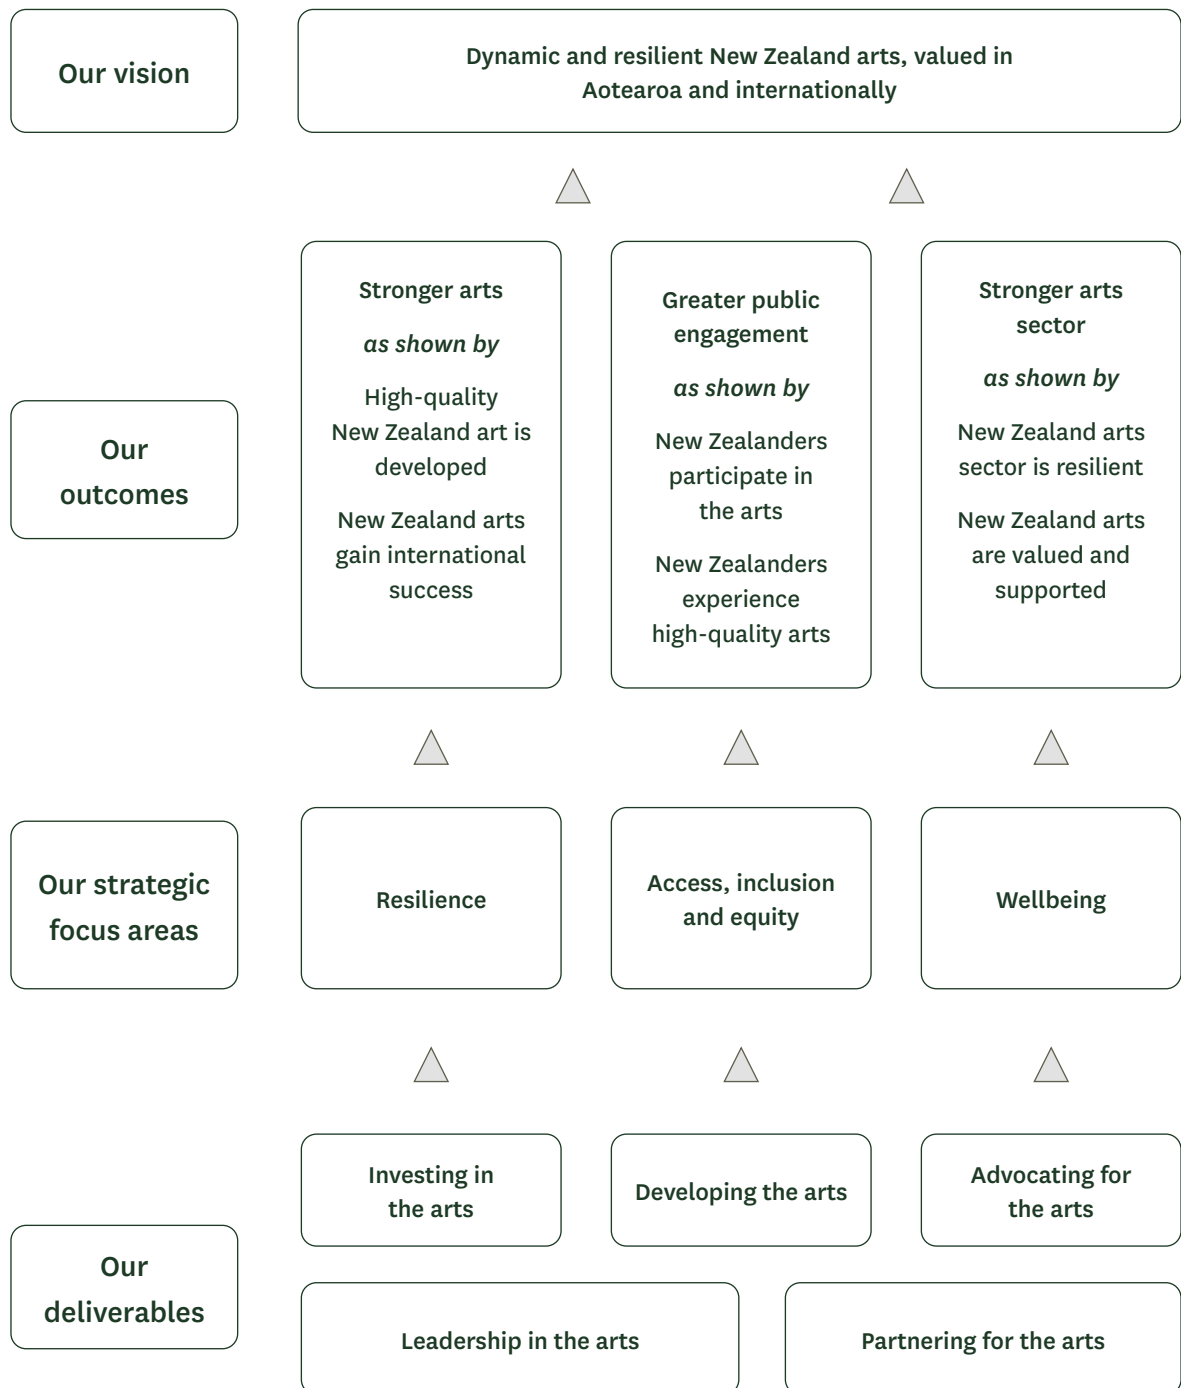 Our vision
Dynamic and resilient New Zealand arts, valued in
Aotearoa and internationally
Our
outcomes
Stronger arts
as shown by
High-quality
New Zealand art is
developed
New Zealand arts
gain international
success
Greater public
engagement
as shown by
New Zealanders
participate in
the arts
New Zealanders
experience
high-quality arts
Stronger arts
sector
as shown by
New Zealand arts
sector is resilient
New Zealand arts
are valued and
supported
Our strategic
focus areas
Resilience
Access, inclusion
and equity
Wellbeing
Our
deliverables
Investing in
the arts
Developing the arts
Advocating for
the arts
Leadership in the arts
Partnering for the arts